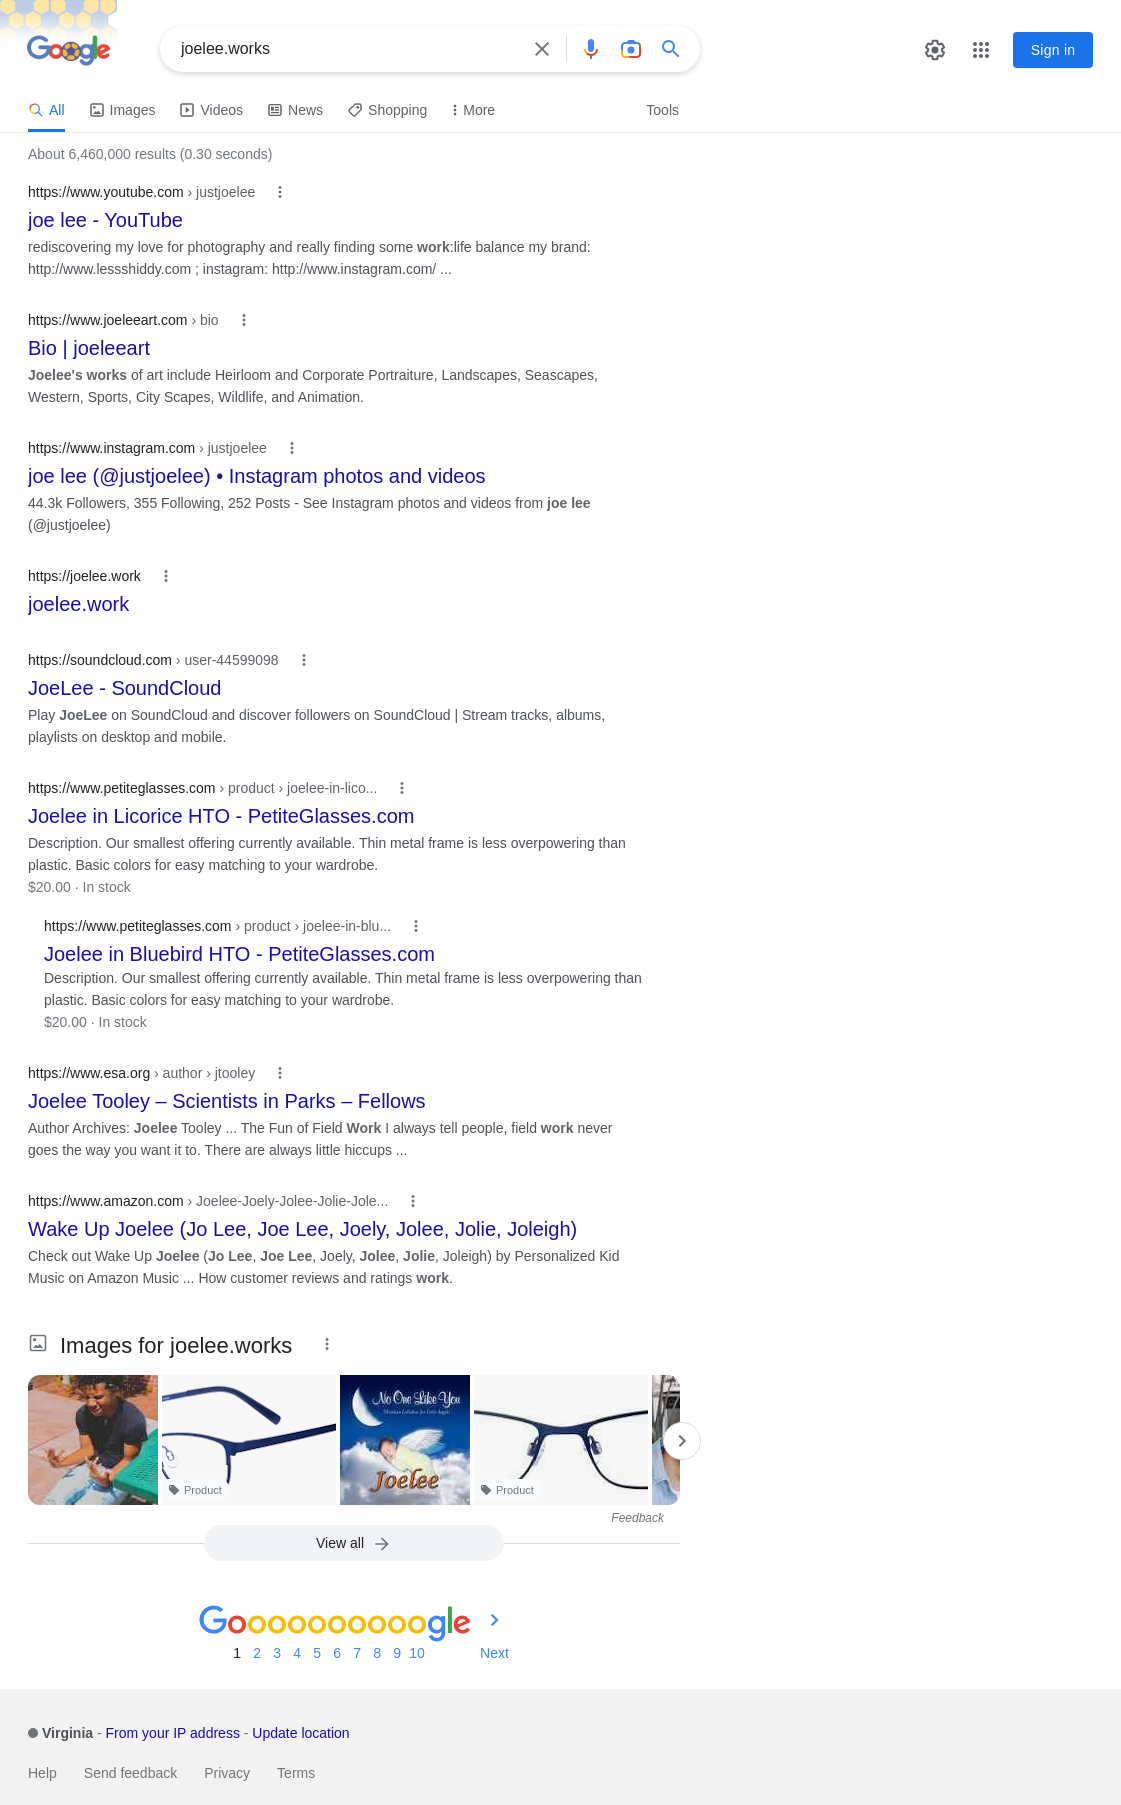 Google
joelee.works
Sign in
All
Images
Videos
News
Shopping
More
Tools
About 6,460,000 results (0.30 seconds)
https://www.youtube.com › justjoelee
joe lee - YouTube
rediscovering my love for photography and really finding some work:life balance my brand:
http://www.lessshiddy.com ; instagram: http://www.instagram.com/ ...
https://www.joeleeart.com › bio
Bio | joeleeart
Joelee's works of art include Heirloom and Corporate Portraiture, Landscapes, Seascapes,
Western, Sports, City Scapes, Wildlife, and Animation.
https://www.instagram.com › justjoelee
joe lee (@justjoelee) • Instagram photos and videos
44.3k Followers, 355 Following, 252 Posts - See Instagram photos and videos from joe lee
(@justjoelee)
https://joelee.work
joelee.work
https://soundcloud.com › user-44599098
JoeLee - SoundCloud
Play JoeLee on SoundCloud and discover followers on SoundCloud | Stream tracks, albums,
playlists on desktop and mobile.
https://www.petiteglasses.com › product › joelee-in-lico...
Joelee in Licorice HTO - PetiteGlasses.com
Description. Our smallest offering currently available. Thin metal frame is less overpowering than
plastic. Basic colors for easy matching to your wardrobe.
$20.00 · In stock
https://www.petiteglasses.com › product › joelee-in-blu...
Joelee in Bluebird HTO - PetiteGlasses.com
Description. Our smallest offering currently available. Thin metal frame is less overpowering than
plastic. Basic colors for easy matching to your wardrobe.
$20.00 · In stock
https://www.esa.org › author › jtooley
Joelee Tooley – Scientists in Parks – Fellows
Author Archives: Joelee Tooley ... The Fun of Field Work I always tell people, field work never
goes the way you want it to. There are always little hiccups ...
https://www.amazon.com › Joelee-Joely-Jolee-Jolie-Jole...
Wake Up Joelee (Jo Lee, Joe Lee, Joely, Jolee, Jolie, Joleigh)
Check out Wake Up Joelee (Jo Lee, Joe Lee, Joely, Jolee, Jolie, Joleigh) by Personalized Kid
Music on Amazon Music ... How customer reviews and ratings work.
Images for joelee.works
No One Like You
Joelee
Product
Product
Feedback
View all
Goooooooooogle
1 2 3 4 5 6 7 8 9 10 Next
Virginia - From your IP address - Update location
Help Send feedback Privacy Terms